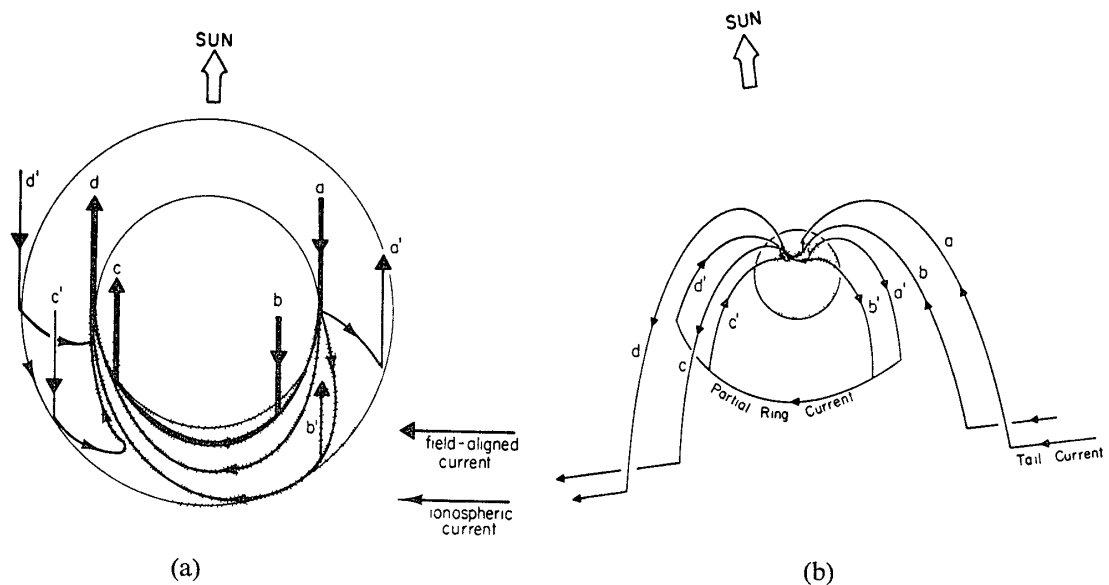 SUN
d'
d
a
a'
c
c'
b
b'
field-aligned
current
ionospheric
current
(a)
SUN
a
b
a'
b'
d'
c'
d
c
Partial Ring Current
Tail Current
(b)